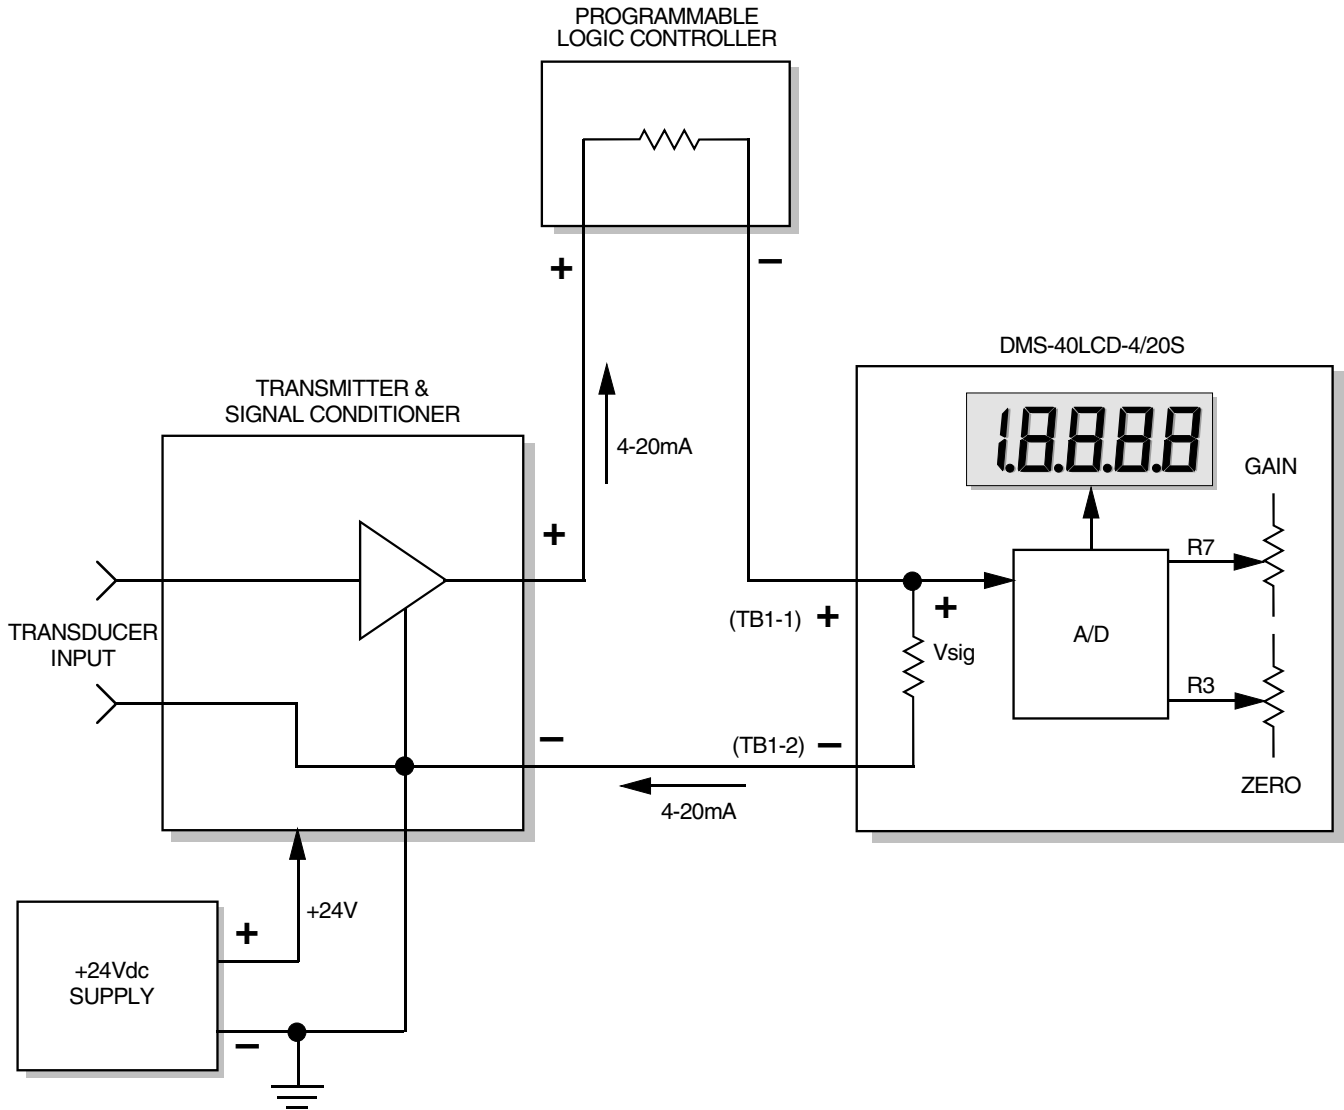 PROGRAMMABLE
LOGIC CONTROLLER
+
−
DMS-40LCD-4/20S
TRANSMITTER &
SIGNAL CONDITIONER
1.8.8.8.8
GAIN
4-20mA
+
R7
(TB1-1) +
+
TRANSDUCER
INPUT
A/D
Vsig
R3
−
(TB1-2) −
ZERO
4-20mA
+24V
+
+24Vdc
SUPPLY
−